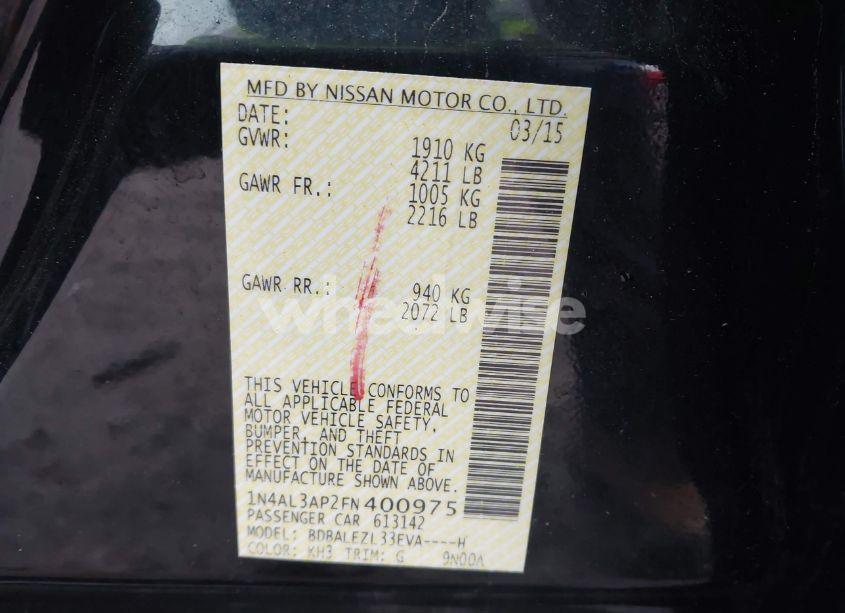 MFD BY NISSAN MOTOR CO., LTD.
DATE: 03/15
GVWR: 1910 KG
4211 LB
GAWR FR.: 1005 KG
2216 LB
GAWR RR.: 940 KG
2072 LB
wheelwise
THIS VEHICLE CONFORMS TO
ALL APPLICABLE FEDERAL
MOTOR VEHICLE SAFETY,
BUMPER, AND THEFT
PREVENTION STANDARDS IN
EFFECT ON THE DATE OF
MANUFACTURE SHOWN ABOVE.
1N4AL3AP2FN400975
PASSENGER CAR 613142
MODEL: BDBALEZL33EVA----H
COLOR: KH3 TRIM: G 9N00A